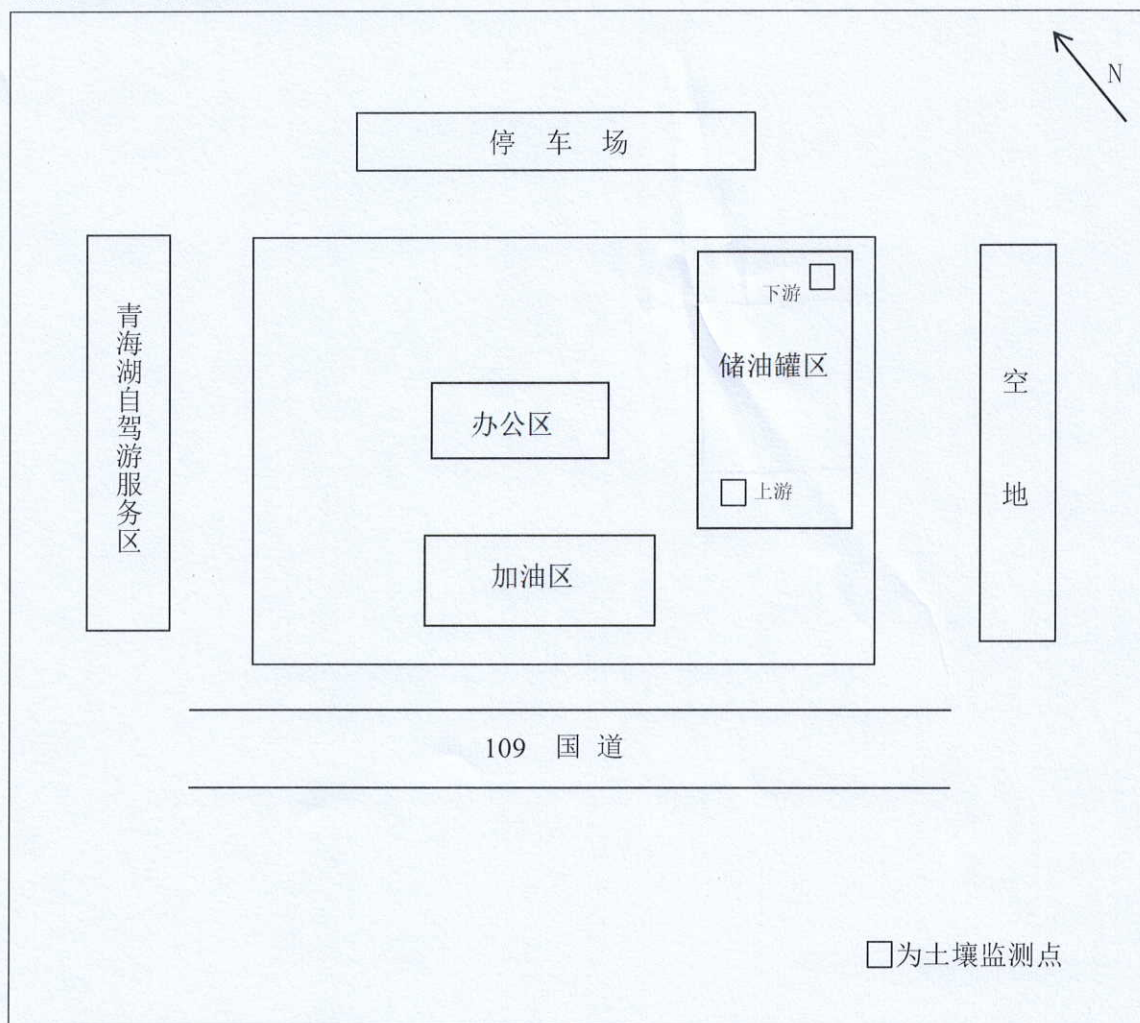 N
停 车 场
下游
青海湖自驾游服务区
储油罐区
空地
办公区
上游
加油区
109 国道
□为土壤监测点